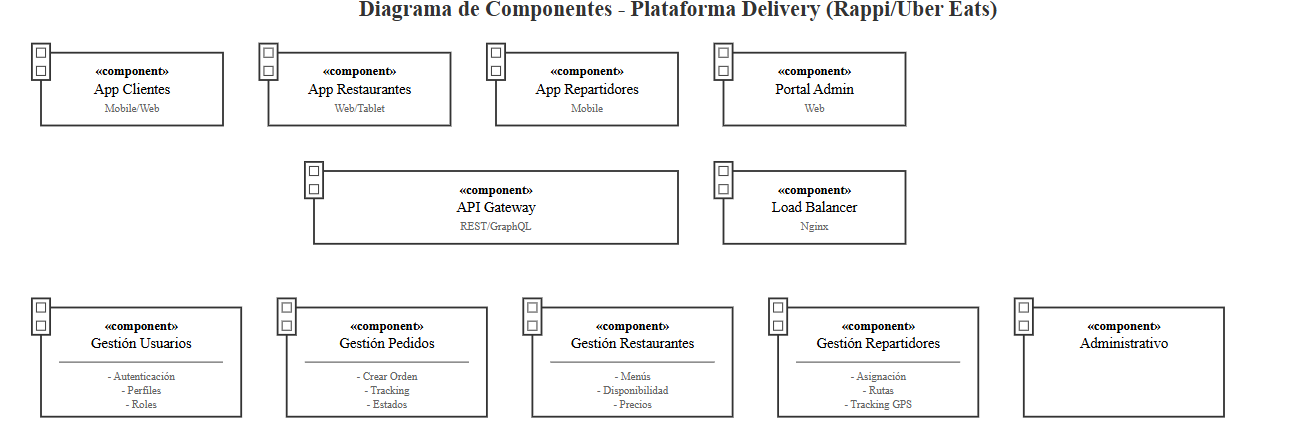 Diagrama de Componentes - Plataforma Delivery (Rappi/Uber Eats)
«component»
App Clientes
Mobile/Web
«component»
App Restaurantes
Web/Tablet
«component»
App Repartidores
Mobile
«component»
Portal Admin
Web
«component»
API Gateway
REST/GraphQL
«component»
Load Balancer
Nginx
«component»
Gestión Usuarios
- Autenticación
- Perfiles
- Roles
«component»
Gestión Pedidos
- Crear Orden
- Tracking
- Estados
«component»
Gestión Restaurantes
- Menús
- Disponibilidad
- Precios
«component»
Gestión Repartidores
- Asignación
- Rutas
- Tracking GPS
«component»
Administrativo